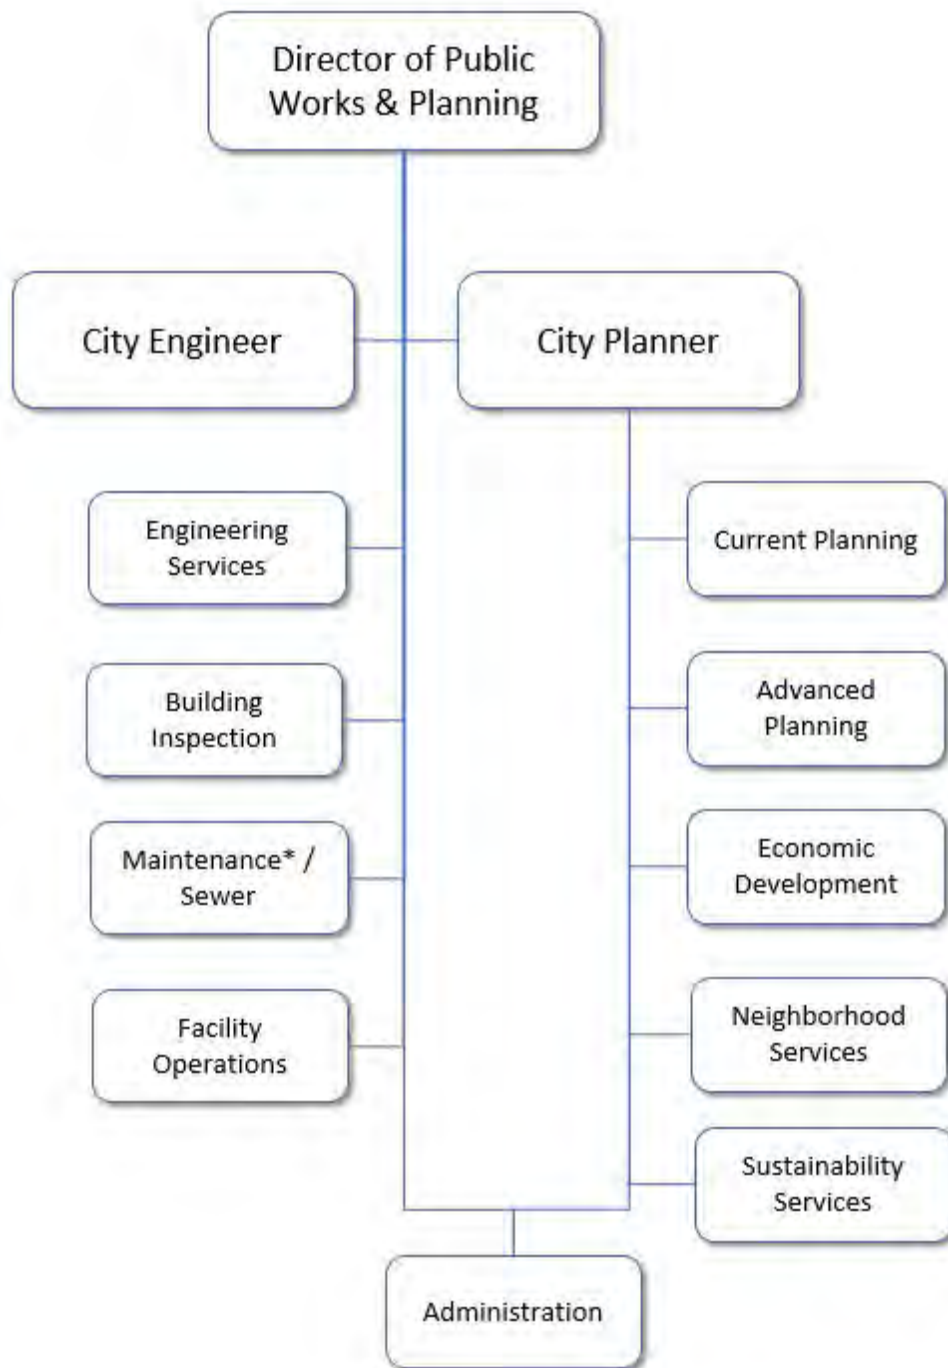 Director of Public
Works & Planning
City Engineer
City Planner
Engineering
Services
Current Planning
Building
Inspection
Advanced
Planning
Maintenance* /
Sewer
Economic
Development
Facility
Operations
Neighborhood
Services
Sustainability
Services
Administration